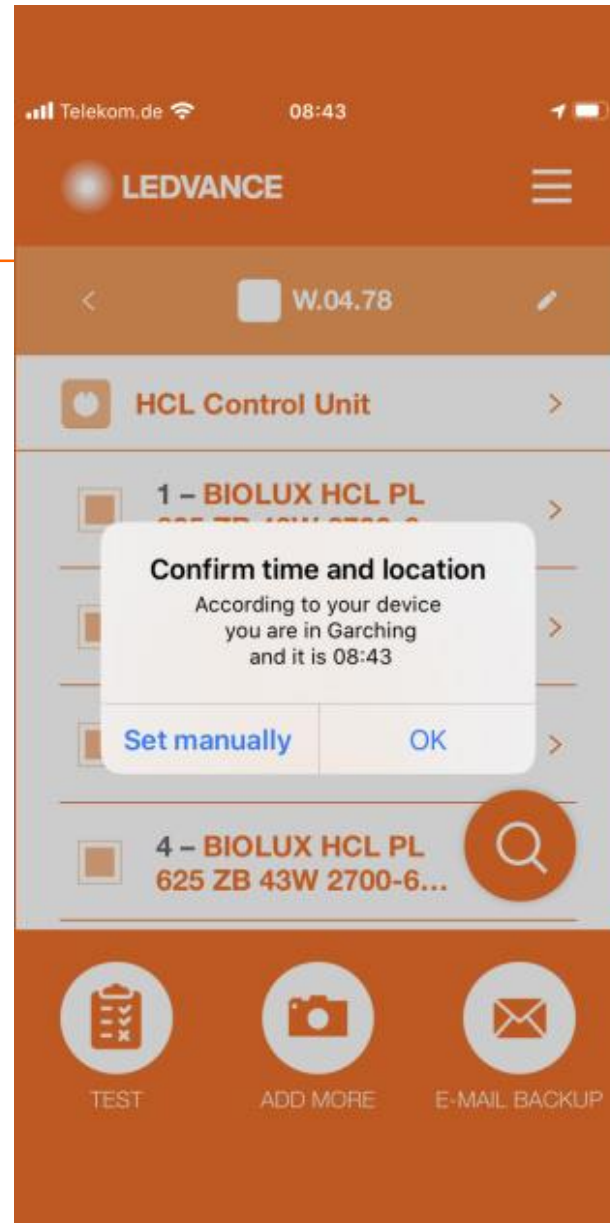 Telekom.de 08:43
LEDVANCE
W.04.78
HCL Control Unit
1 – BIOLUX HCL PL
Confirm time and location
According to your device
you are in Garching
and it is 08:43
Set manually OK
4 – BIOLUX HCL PL
625 ZB 43W 2700-6...
TEST ADD MORE E-MAIL BACKUP